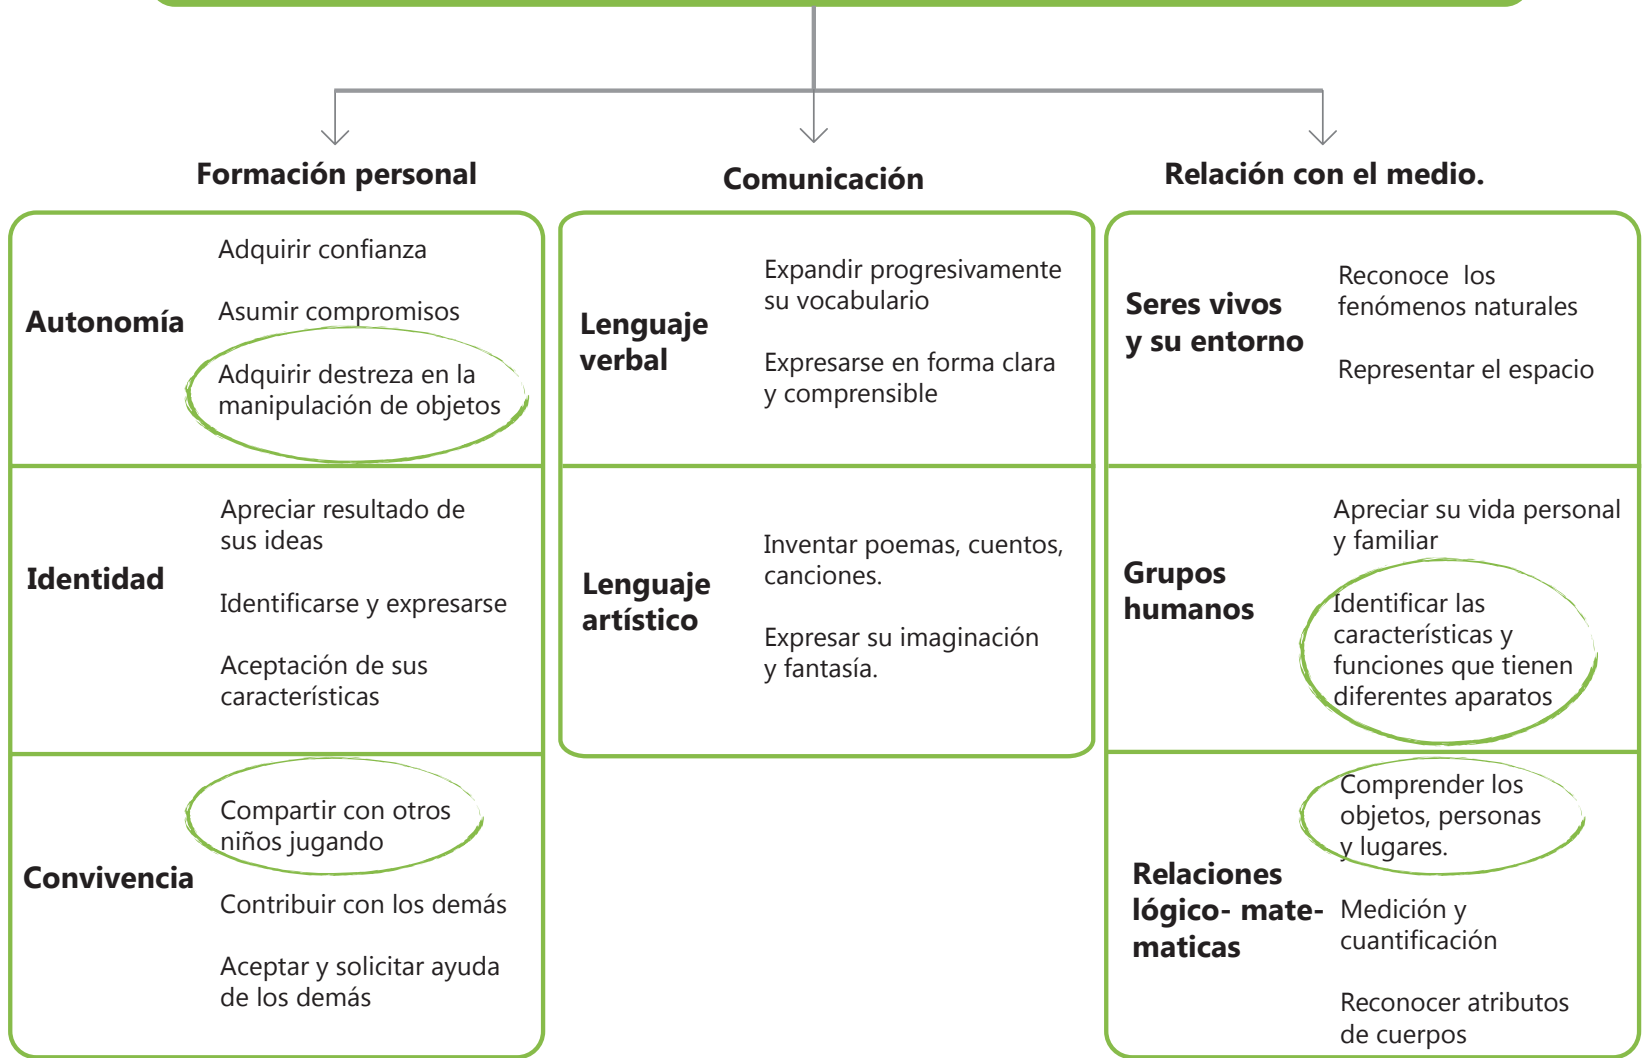 Formación personal
Autonomía
Adquirir confianza
Asumir compromisos
Adquirir destreza en la
manipulación de objetos
Identidad
Apreciar resultado de
sus ideas
Identificarse y expresarse
Aceptación de sus
características
Convivencia
Compartir con otros
niños jugando
Contribuir con los demás
Aceptar y solicitar ayuda
de los demás
Comunicación
Lenguaje
verbal
Expandir progresivamente
su vocabulario
Expresarse en forma clara
y comprensible
Lenguaje
artístico
Inventar poemas, cuentos,
canciones.
Expresar su imaginación
y fantasía.
Relación con el medio.
Seres vivos
y su entorno
Reconoce  los
fenómenos naturales
Representar el espacio
Grupos
humanos
Apreciar su vida personal
y familiar
Identificar las
características y
funciones que tienen
diferentes aparatos
Relaciones
lógico- mate-
maticas
Comprender los
objetos, personas
y lugares.
Medición y
cuantificación
Reconocer atributos
de cuerpos